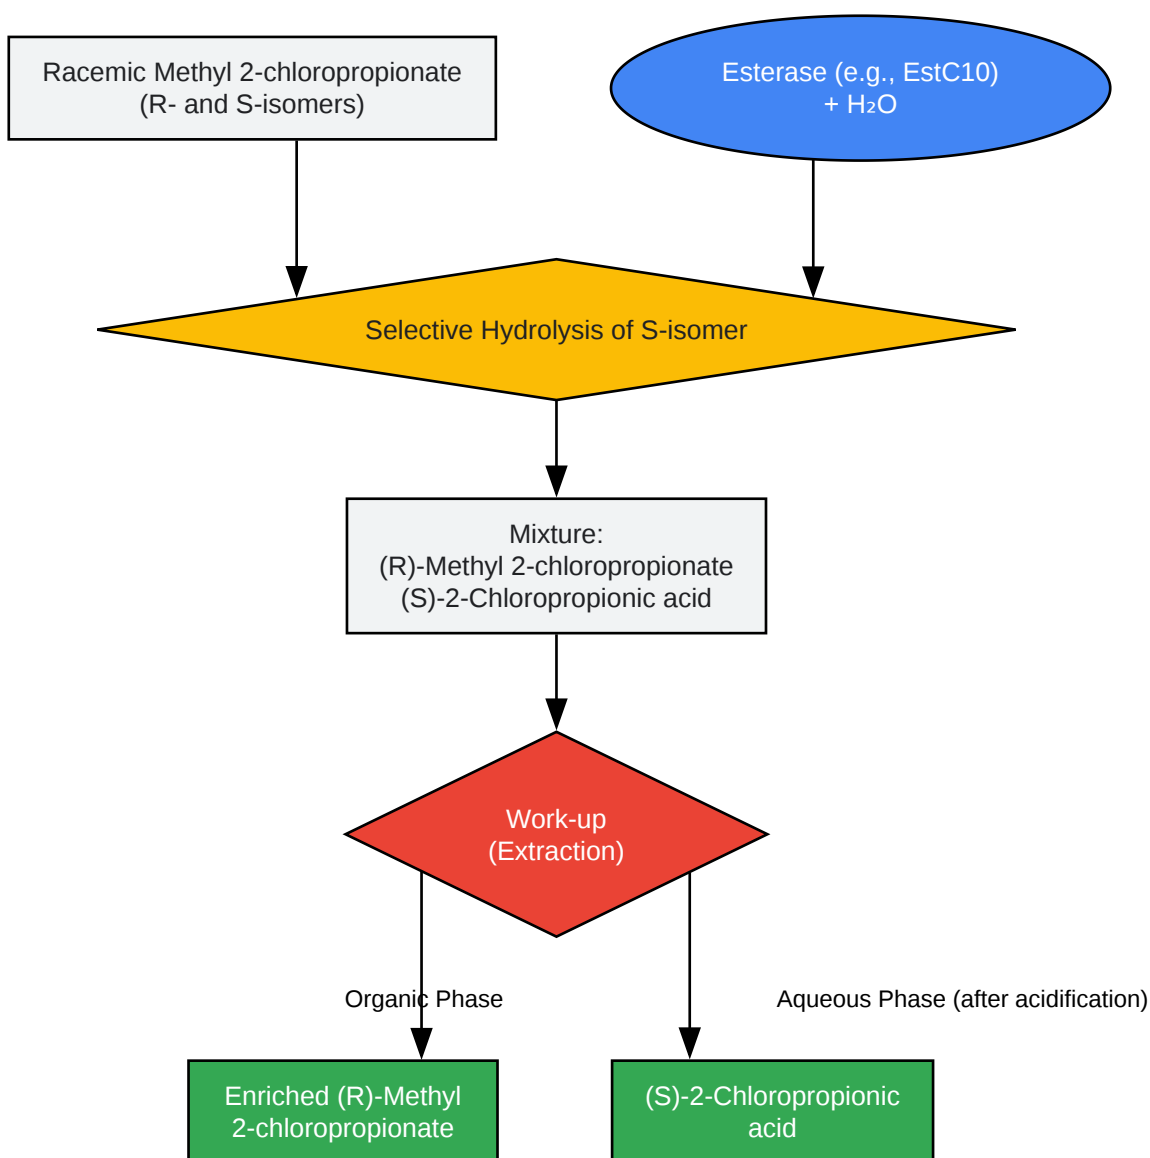 Racemic Methyl 2-chloropropionate
(R- and S-isomers)
Esterase (e.g., EstC10)
+ H₂O
Selective Hydrolysis of S-isomer
Mixture:
(R)-Methyl 2-chloropropionate
(S)-2-Chloropropionic acid
Work-up
(Extraction)
Organic Phase
Aqueous Phase (after acidification)
Enriched (R)-Methyl
2-chloropropionate
(S)-2-Chloropropionic
acid